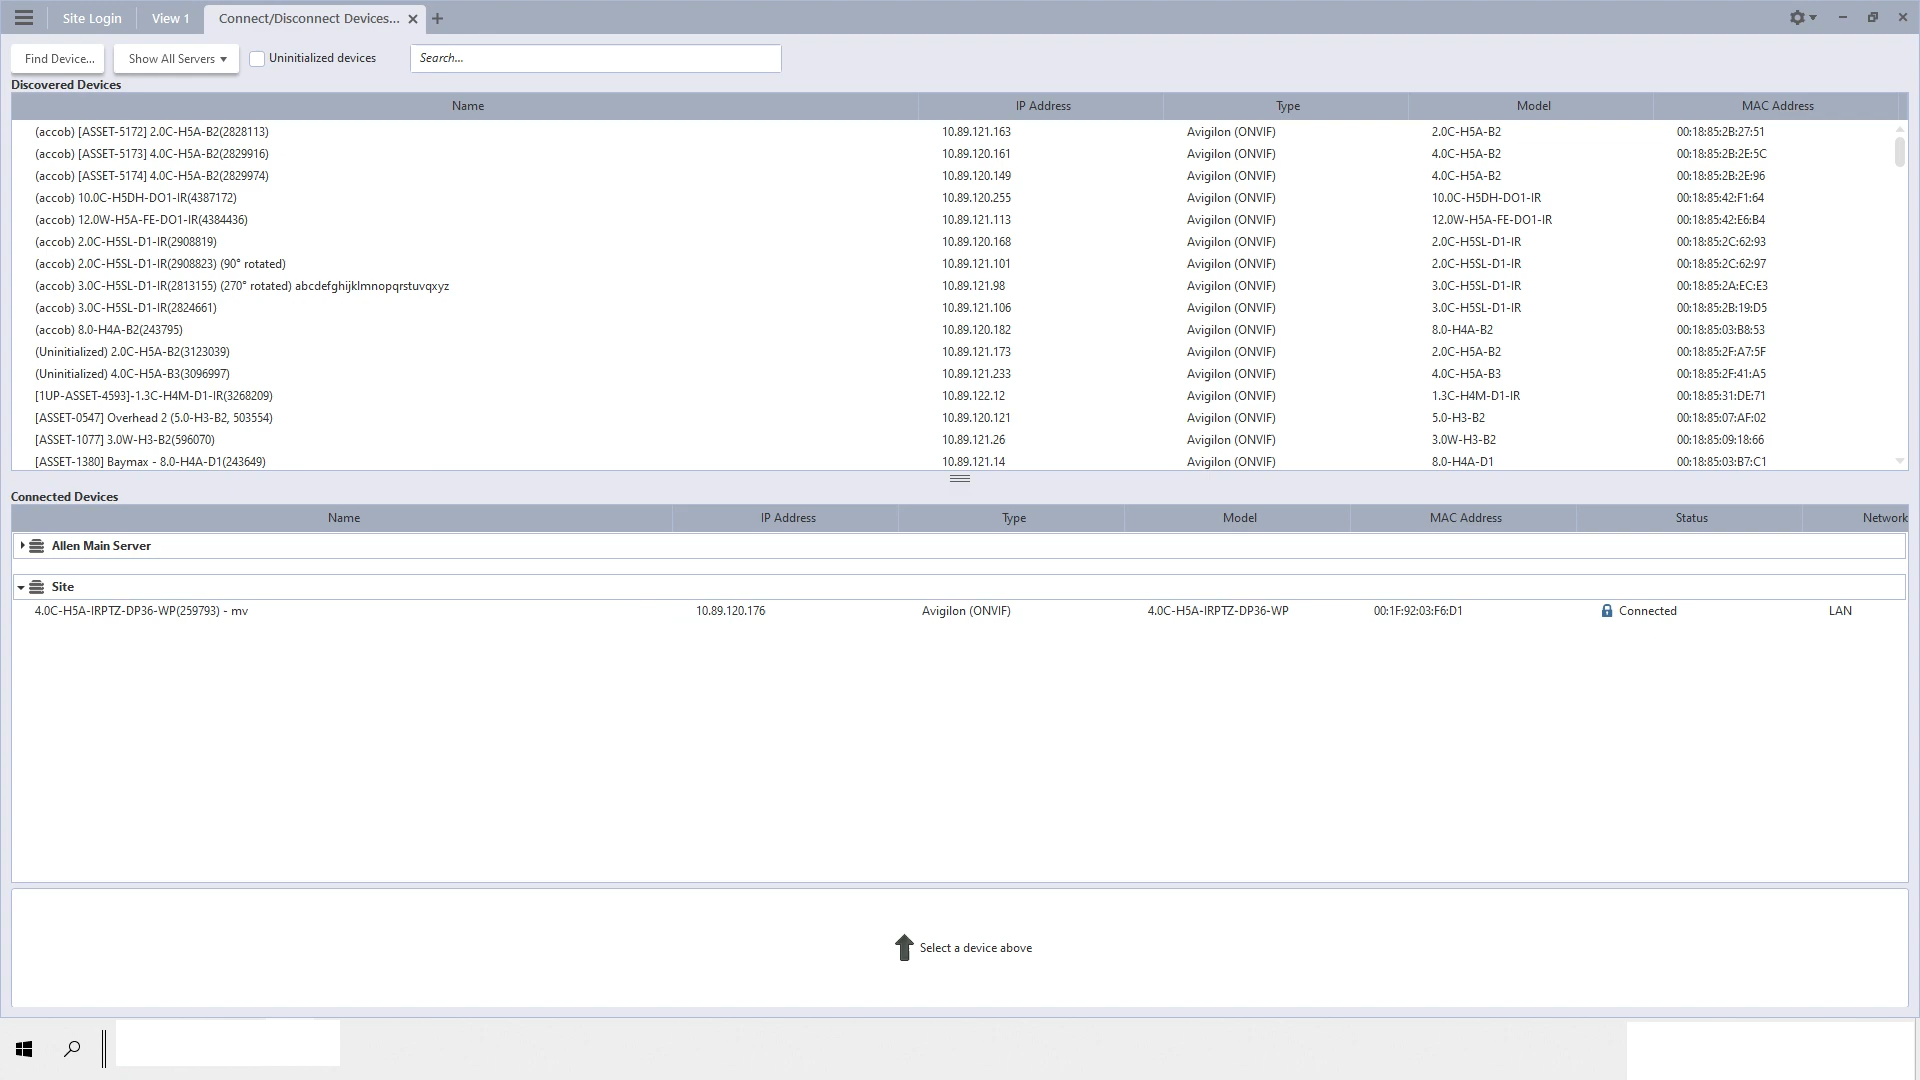 Site Login View 1 Connect/Disconnect Devices...
Find Device... Show All Servers Uninitialized devices Search...
Discovered Devices
Name IP Address Type Model MAC Address
(accob) [ASSET-5172] 2.0C-H5A-B2(2828113) 10.89.121.163 Avigilon (ONVIF) 2.0C-H5A-B2 00:18:85:2B:27:51
(accob) [ASSET-5173] 4.0C-H5A-B2(2829916) 10.89.120.161 Avigilon (ONVIF) 4.0C-H5A-B2 00:18:85:2B:2E:5C
(accob) [ASSET-5174] 4.0C-H5A-B2(2829974) 10.89.120.149 Avigilon (ONVIF) 4.0C-H5A-B2 00:18:85:2B:2E:96
(accob) 10.0C-H5DH-DO1-IR(4387172) 10.89.120.255 Avigilon (ONVIF) 10.0C-H5DH-DO1-IR 00:18:85:42:F1:64
(accob) 12.0W-H5A-FE-DO1-IR(4384436) 10.89.121.113 Avigilon (ONVIF) 12.0W-H5A-FE-DO1-IR 00:18:85:42:E6:B4
(accob) 2.0C-H5SL-D1-IR(2908819) 10.89.120.168 Avigilon (ONVIF) 2.0C-H5SL-D1-IR 00:18:85:2C:62:93
(accob) 2.0C-H5SL-D1-IR(2908823) (90° rotated) 10.89.121.101 Avigilon (ONVIF) 2.0C-H5SL-D1-IR 00:18:85:2C:62:97
(accob) 3.0C-H5SL-D1-IR(2813155) (270° rotated) abcdefghijklmnopqrstuvqxyz 10.89.121.98 Avigilon (ONVIF) 3.0C-H5SL-D1-IR 00:18:85:2A:EC:E3
(accob) 3.0C-H5SL-D1-IR(2824661) 10.89.121.106 Avigilon (ONVIF) 3.0C-H5SL-D1-IR 00:18:85:2B:19:D5
(accob) 8.0-H4A-B2(243795) 10.89.120.182 Avigilon (ONVIF) 8.0-H4A-B2 00:18:85:03:B8:53
(Uninitialized) 2.0C-H5A-B2(3123039) 10.89.121.173 Avigilon (ONVIF) 2.0C-H5A-B2 00:18:85:2F:A7:5F
(Uninitialized) 4.0C-H5A-B3(3096997) 10.89.121.233 Avigilon (ONVIF) 4.0C-H5A-B3 00:18:85:2F:41:A5
[1UP-ASSET-4593]-1.3C-H4M-D1-IR(3268209) 10.89.122.12 Avigilon (ONVIF) 1.3C-H4M-D1-IR 00:18:85:31:DE:71
[ASSET-0547] Overhead 2 (5.0-H3-B2, 503554) 10.89.120.121 Avigilon (ONVIF) 5.0-H3-B2 00:18:85:07:AF:02
[ASSET-1077] 3.0W-H3-B2(596070) 10.89.121.26 Avigilon (ONVIF) 3.0W-H3-B2 00:18:85:09:18:66
[ASSET-1380] Baymax - 8.0-H4A-D1(243649) 10.89.121.14 Avigilon (ONVIF) 8.0-H4A-D1 00:18:85:03:B7:C1
Connected Devices
Name IP Address Type Model MAC Address Status Network
Allen Main Server
Site
4.0C-H5A-IRPTZ-DP36-WP(259793) - mv 10.89.120.176 Avigilon (ONVIF) 4.0C-H5A-IRPTZ-DP36-WP 00:1F:92:03:F6:D1 Connected LAN
Select a device above